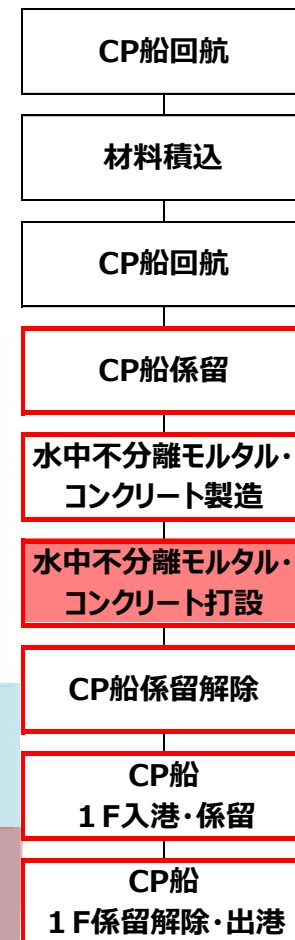 CP船回航
材料積込
CP船回航
CP船係留
水中不分離モルタル・
コンクリート製造
水中不分離モルタル・
コンクリート打設
CP船係留解除
CP船
１F入港・係留
CP船
１F係留解除・出港